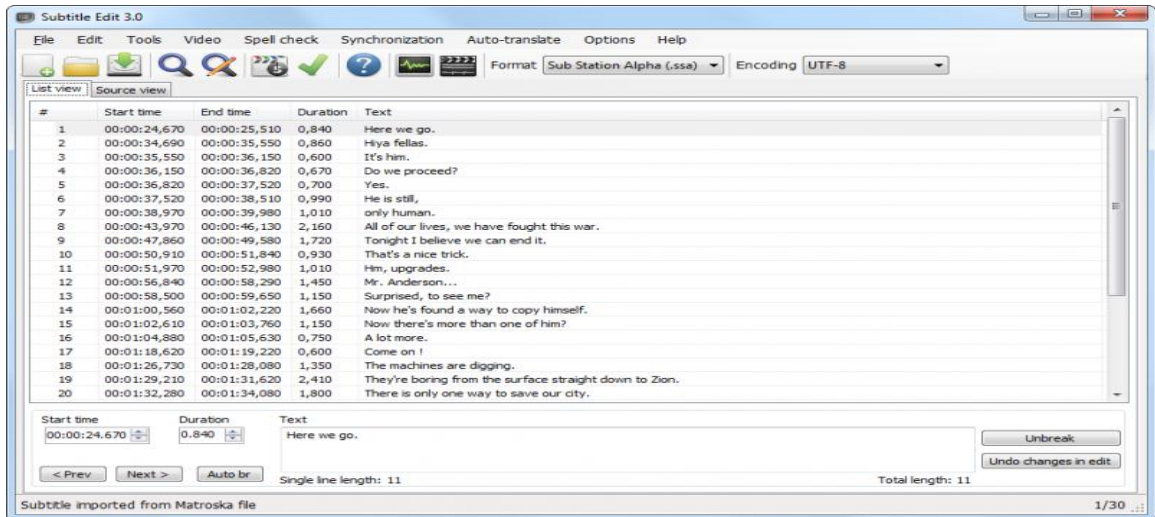 Subtitle Edit 3.0
File Edit Tools Video Spell check Synchronization Auto-translate Options Help
Format Sub Station Alpha (.ssa) Encoding UTF-8
List view Source view
# Start time End time Duration Text
1 00:00:24,670 00:00:25,510 0,840 Here we go.
2 00:00:34,690 00:00:35,550 0,860 Hiya fellas.
3 00:00:35,550 00:00:36,150 0,600 It's him.
4 00:00:36,150 00:00:36,820 0,670 Do we proceed?
5 00:00:36,820 00:00:37,520 0,700 Yes.
6 00:00:37,520 00:00:38,510 0,990 He is still,
7 00:00:38,970 00:00:39,980 1,010 only human.
8 00:00:43,970 00:00:46,130 2,160 All of our lives, we have fought this war.
9 00:00:47,860 00:00:49,580 1,720 Tonight I believe we can end it.
10 00:00:50,910 00:00:51,840 0,930 That's a nice trick.
11 00:00:51,970 00:00:52,980 1,010 Hm, upgrades.
12 00:00:56,840 00:00:58,290 1,450 Mr. Anderson...
13 00:00:58,500 00:00:59,650 1,150 Surprised, to see me?
14 00:01:00,560 00:01:02,220 1,660 Now he's found a way to copy himself.
15 00:01:02,610 00:01:03,760 1,150 Now there's more than one of him?
16 00:01:04,880 00:01:05,630 0,750 A lot more.
17 00:01:18,620 00:01:19,220 0,600 Come on !
18 00:01:26,730 00:01:28,080 1,350 The machines are digging.
19 00:01:29,210 00:01:31,620 2,410 They're boring from the surface straight down to Zion.
20 00:01:32,280 00:01:34,080 1,800 There is only one way to save our city.
Start time Duration Text
00:00:24.670 0.840 Here we go.
Unbreak
Undo changes in edit
< Prev Next > Auto br Single line length: 11 Total length: 11
Subtitle imported from Matroska file 1/30